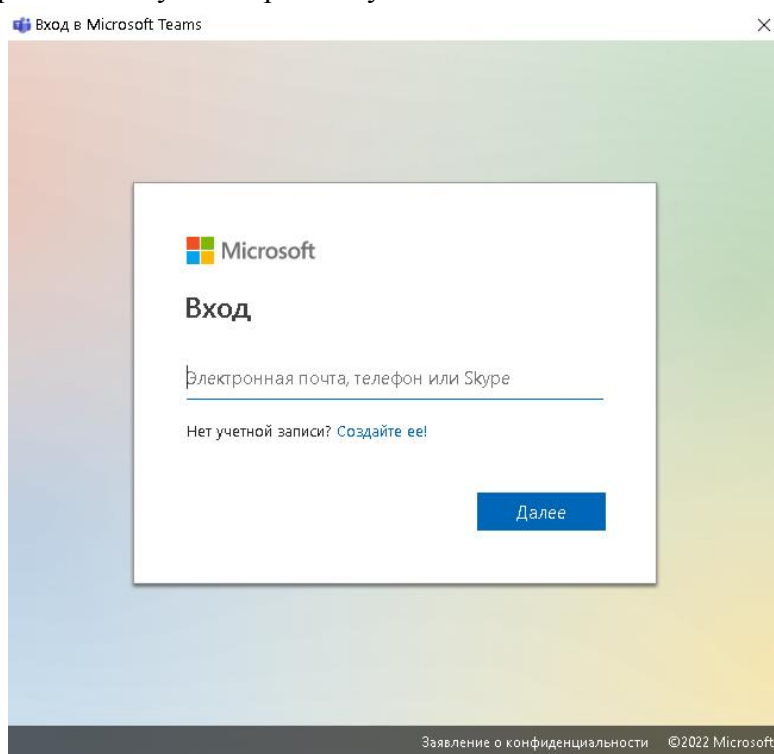 Вход в Microsoft Teams
Microsoft
Вход
Электронная почта, телефон или Skype
Нет учетной записи? Создайте ее!
Далее
Заявление о конфиденциальности ©2022 Microsoft